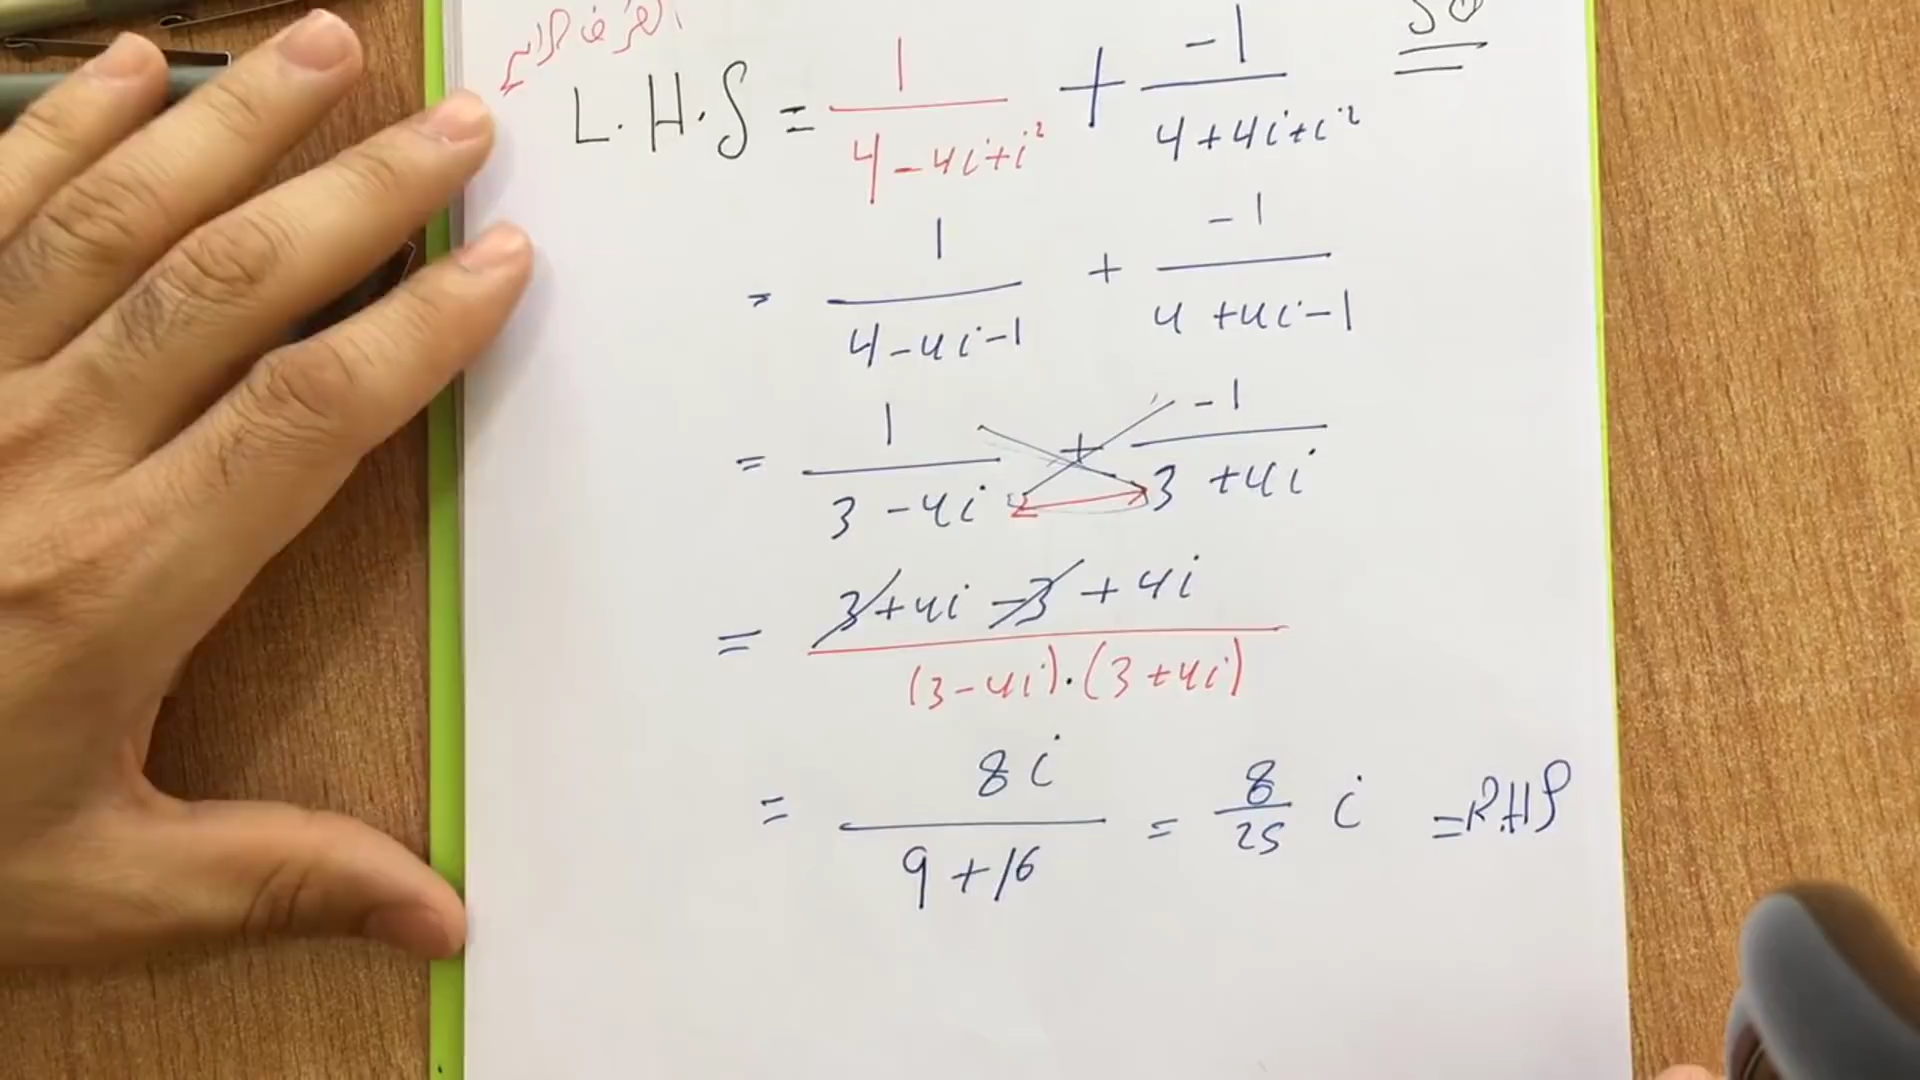 الطرف الايسر
L.H.S = 1/(4-4i+i²) + -1/(4+4i+i²)
= 1/(4-4i-1) + -1/(4+4i-1)
= 1/(3-4i) + -1/(3+4i)
= (3+4i-3+4i)/((3-4i).(3+4i))
= 8i/(9+16) = 8/25 i = R.H.S